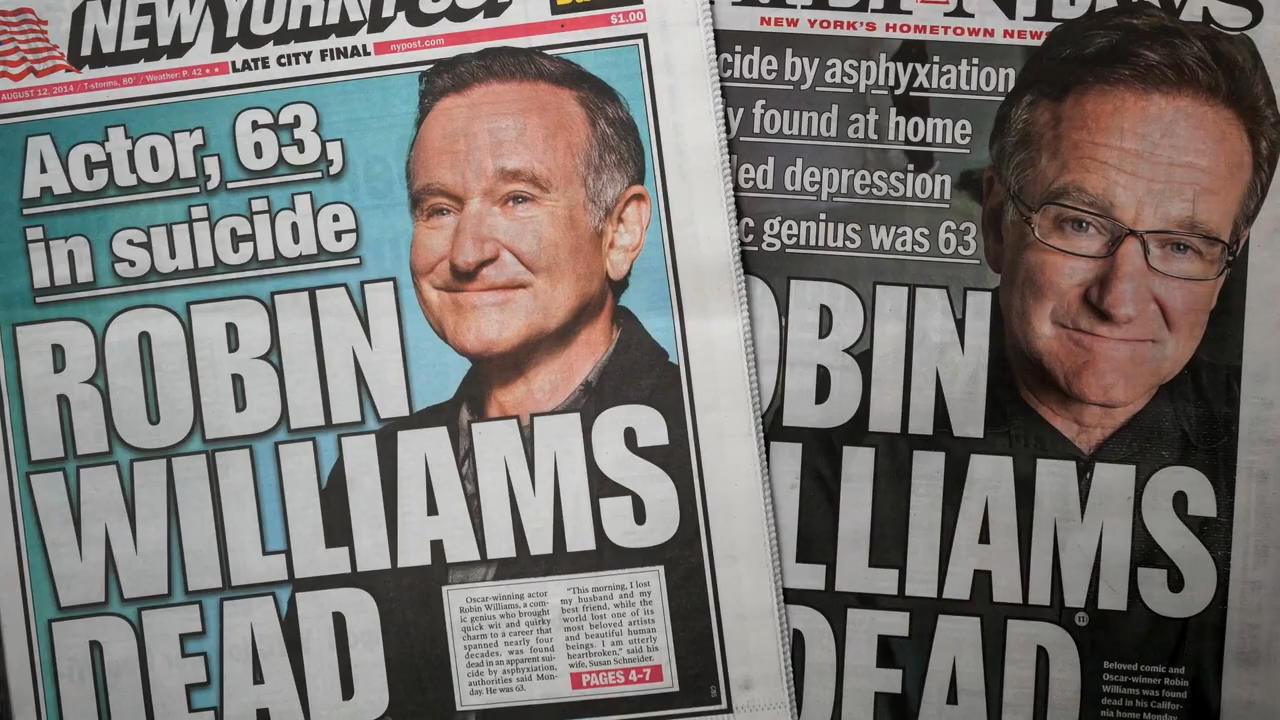 NEW YORK POST
$1.00
LATE CITY FINAL
nypost.com
AUGUST 12, 2014 / T-storms, 80° / Weather: P. 42 ★★
Actor, 63,
in suicide
ROBIN
WILLIAMS
DEAD
Oscar-winning actor
Robin Williams, a com-
ic genius who brought
quick wit and quirky
charm to a career that
spanned nearly four
decades, was found
dead in an apparent sui-
cide by asphyxiation,
authorities said Mon-
day. He was 63.
"This morning, I lost
my husband and my
best friend, while the
world lost one of its
most beloved artists
and beautiful human
beings. I am utterly
heartbroken," said his
wife, Susan Schneider.
PAGES 4-7
NEWS
NEW YORK'S HOMETOWN NEWS
cide by asphyxiation
y found at home
led depression
c genius was 63
OBIN
LLIAMS
DEAD
Beloved comic and
Oscar-winner Robin
Williams was found
dead in his Califor-
nia home Monday